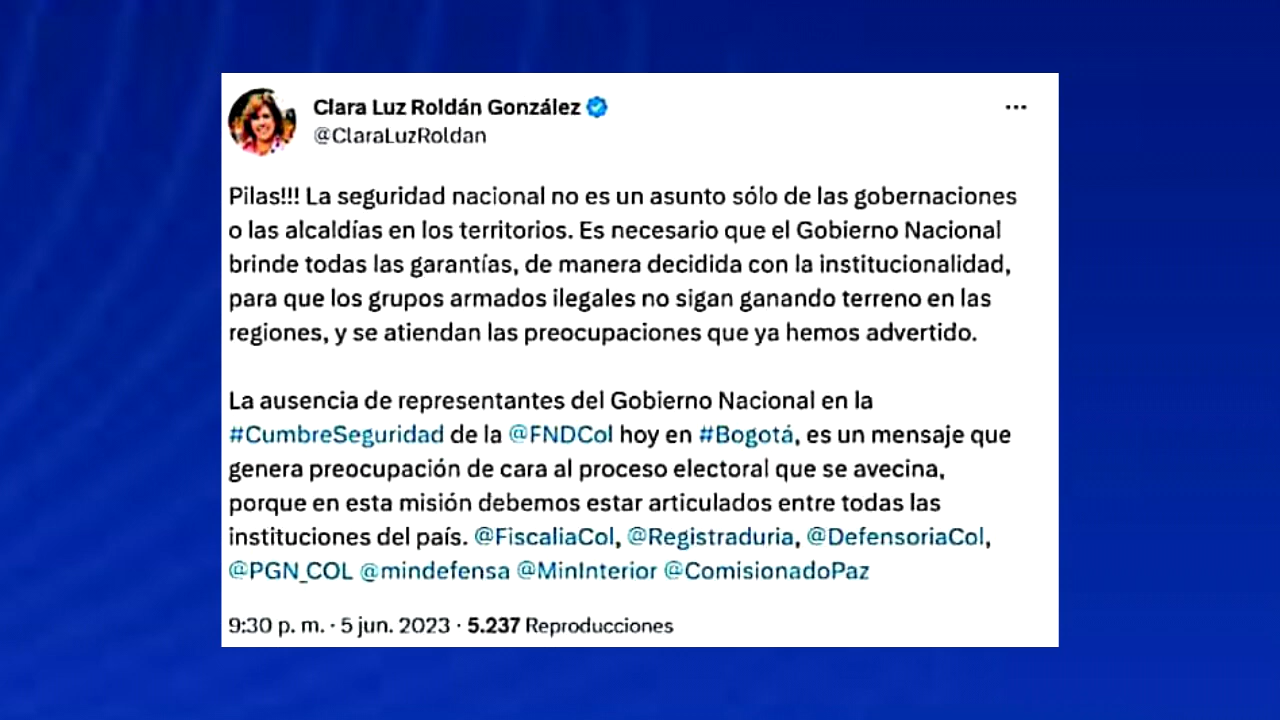 Clara Luz Roldán González
@ClaraLuzRoldan
Pilas!!! La seguridad nacional no es un asunto sólo de las gobernaciones
o las alcaldías en los territorios. Es necesario que el Gobierno Nacional
brinde todas las garantías, de manera decidida con la institucionalidad,
para que los grupos armados ilegales no sigan ganando terreno en las
regiones, y se atiendan las preocupaciones que ya hemos advertido.
La ausencia de representantes del Gobierno Nacional en la
#CumbreSeguridad de la @FNDCol hoy en #Bogotá, es un mensaje que
genera preocupación de cara al proceso electoral que se avecina,
porque en esta misión debemos estar articulados entre todas las
instituciones del país. @FiscaliaCol, @Registraduria, @DefensoriaCol,
@PGN_COL @mindefensa @MinInterior @ComisionadoPaz
9:30 p. m. · 5 jun. 2023 · 5.237 Reproducciones